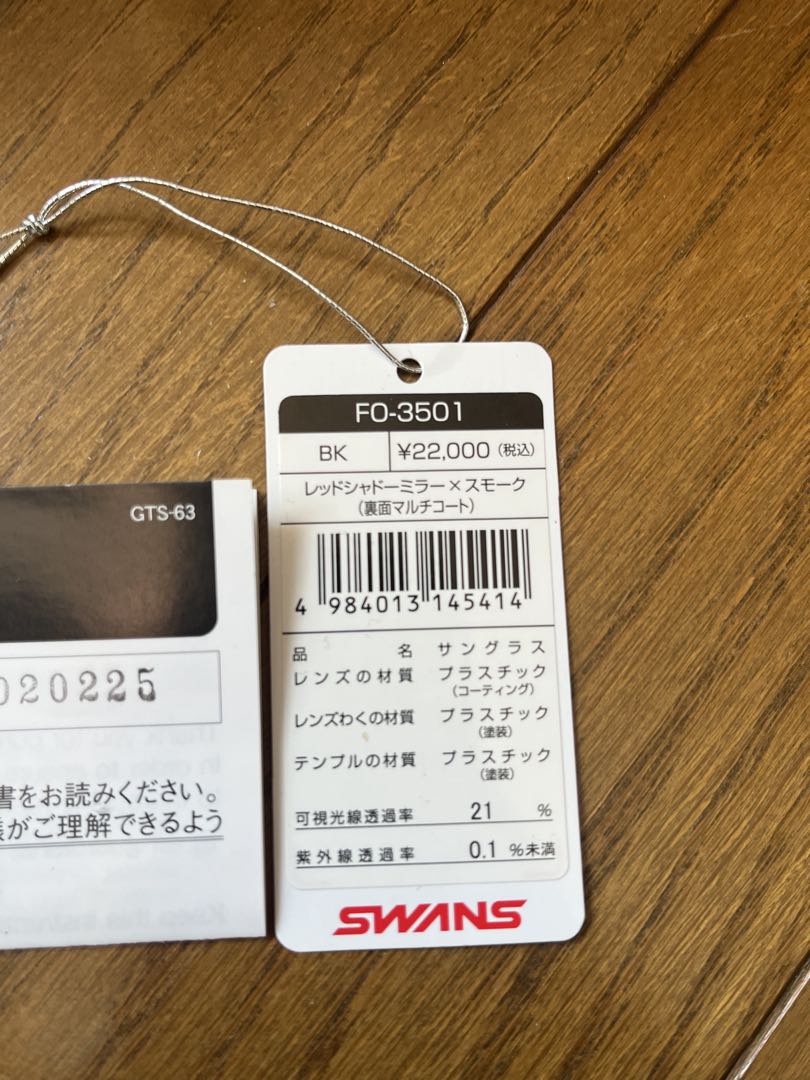 FO-3501
BK ¥22,000(税込)
レッドシャドーミラー×スモーク
(裏面マルチコート)
4 984013 145414
品名 サングラス
レンズの材質 プラスチック
(コーティング)
レンズわくの材質 プラスチック
(塗装)
テンプルの材質 プラスチック
(塗装)
可視光線透過率 21 %
紫外線透過率 0.1 %未満
SWANS
GTS-63
020225
書をお読みください。
様がご理解できるよう